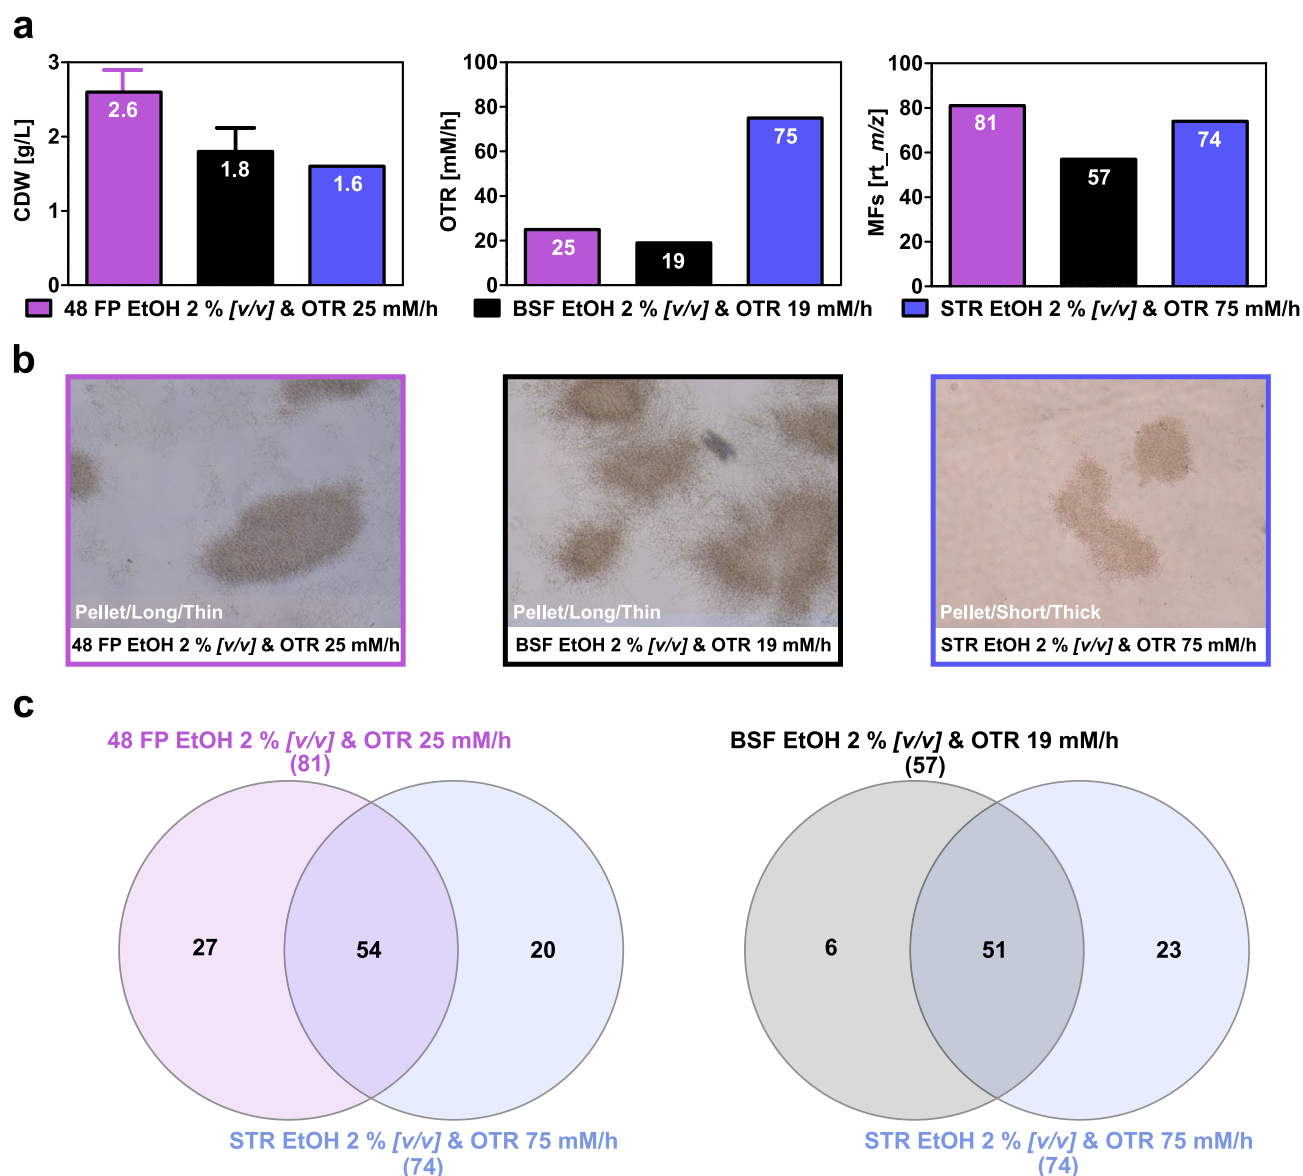 a
CDW [g/L]
3
2
1
0
2.6
1.8
1.6
OTR [mM/h]
100
80
60
40
20
0
25
19
75
MFs [rt_m/z]
100
80
60
40
20
0
81
57
74
48 FP EtOH 2 % [v/v] & OTR 25 mM/h
BSF EtOH 2 % [v/v] & OTR 19 mM/h
STR EtOH 2 % [v/v] & OTR 75 mM/h
b
Pellet/Long/Thin
48 FP EtOH 2 % [v/v] & OTR 25 mM/h
Pellet/Long/Thin
BSF EtOH 2 % [v/v] & OTR 19 mM/h
Pellet/Short/Thick
STR EtOH 2 % [v/v] & OTR 75 mM/h
c
48 FP EtOH 2 % [v/v] & OTR 25 mM/h
(81)
27
54
20
STR EtOH 2 % [v/v] & OTR 75 mM/h
(74)
BSF EtOH 2 % [v/v] & OTR 19 mM/h
(57)
6
51
23
STR EtOH 2 % [v/v] & OTR 75 mM/h
(74)